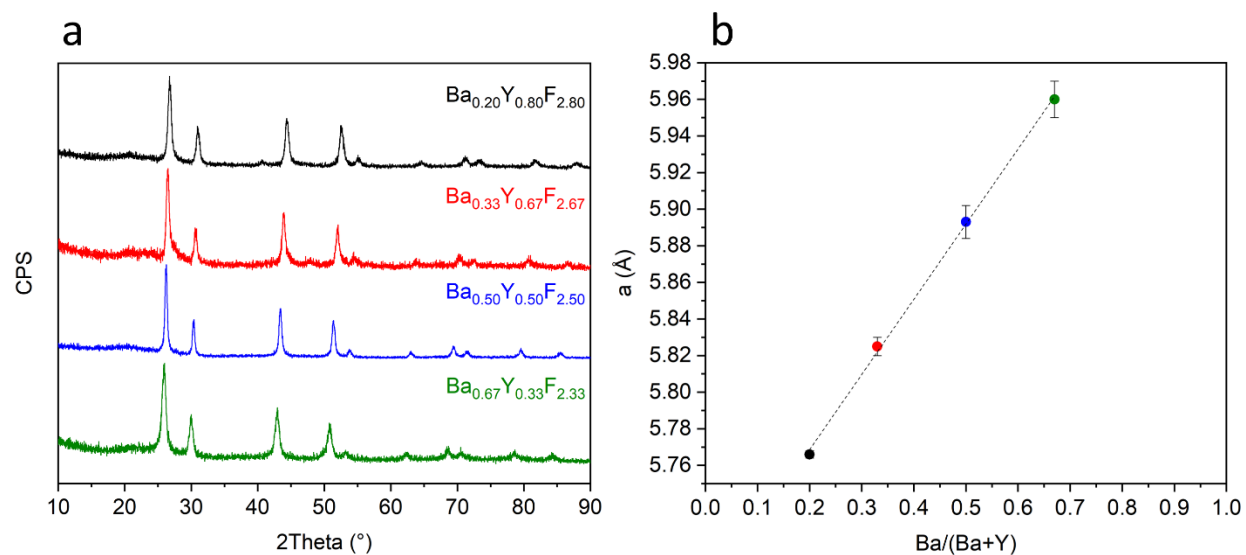 a
Ba0.20Y0.80F2.80
Ba0.33Y0.67F2.67
Ba0.50Y0.50F2.50
Ba0.67Y0.33F2.33
CPS
10 20 30 40 50 60 70 80 90
2Theta (°)
b
5.98
5.96
5.94
5.92
5.90
5.88
5.86
5.84
5.82
5.80
5.78
5.76
a (Å)
0.0 0.1 0.2 0.3 0.4 0.5 0.6 0.7 0.8 0.9 1.0
Ba/(Ba+Y)